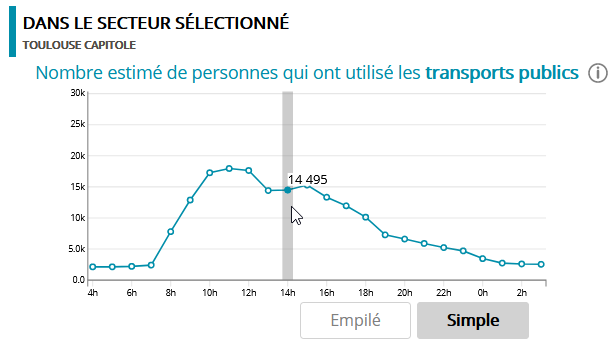 DANS LE SECTEUR SÉLECTIONNÉ
TOULOUSE CAPITOLE
Nombre estimé de personnes qui ont utilisé les transports publics i
30k
25k
20k
15k
10k
5.0k
0.0
14 495
4h 6h 8h 10h 12h 14h 16h 18h 20h 22h 0h 2h
Empilé Simple